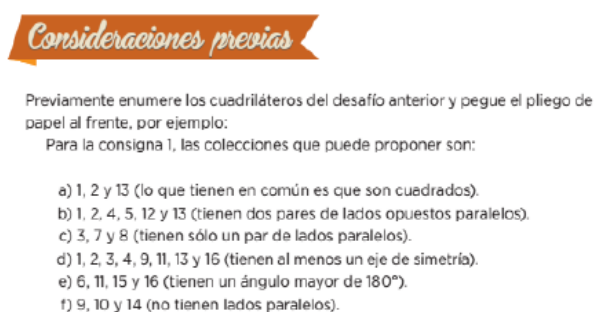 Consideraciones previas
Previamente enumere los cuadriláteros del desafío anterior y pegue el pliego de
papel al frente, por ejemplo:
Para la consigna 1, las colecciones que puede proponer son:
a) 1, 2 y 13 (lo que tienen en común es que son cuadrados).
b) 1, 2, 4, 5, 12 y 13 (tienen dos pares de lados opuestos paralelos).
c) 3, 7 y 8 (tienen sólo un par de lados paralelos).
d) 1, 2, 3, 4, 9, 11, 13 y 16 (tienen al menos un eje de simetría).
e) 6, 11, 15 y 16 (tienen un ángulo mayor de 180°).
f) 9, 10 y 14 (no tienen lados paralelos).